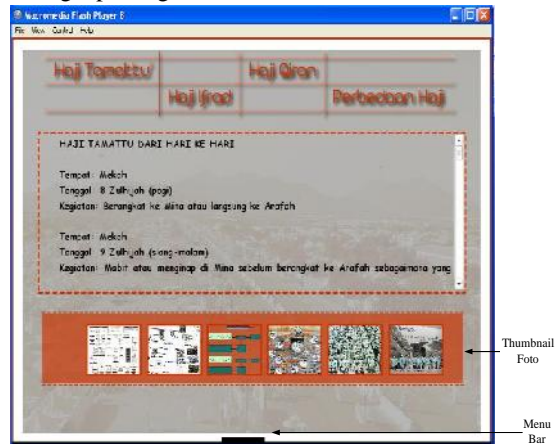 Macromedia Flash Player 8
File View Control Help
Haji Tamattu'
Haji Qiran
Haji Ifrad
Perbedaan Haji
HAJI TAMATTU DARI HARI KE HARI
Tempat: Mekah
Tanggal: 8 Zulhijah (pagi)
Kegiatan: Berangkat ke Mina atau langsung ke Arafah
Tempat: Mekah
Tanggal: 9 Zulhijah (siang-malam)
Kegiatan: Mabit atau menginap di Mina sebelum berangkat ke Arafah sebagaimana yang
Thumbnail
Foto
Menu
Bar